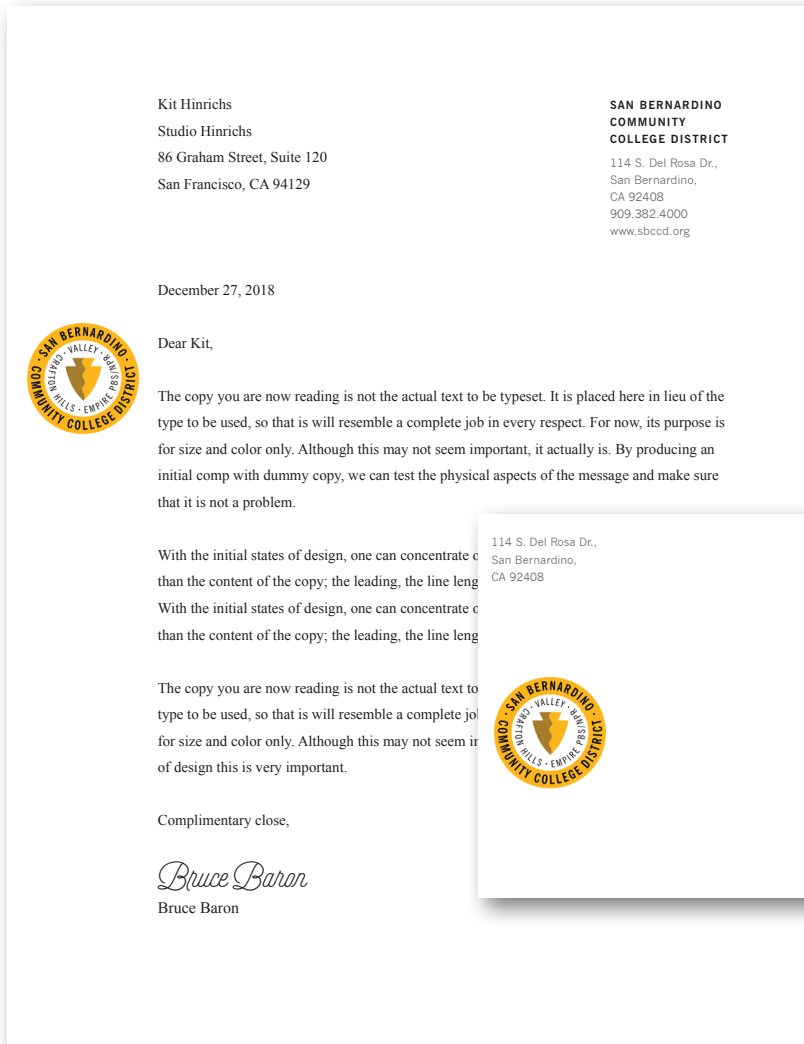 Kit Hinrichs
Studio Hinrichs
86 Graham Street, Suite 120
San Francisco, CA 94129
SAN BERNARDINO
COMMUNITY
COLLEGE DISTRICT
114 S. Del Rosa Dr.,
San Bernardino,
CA 92408
909.382.4000
www.sbccd.org
December 27, 2018
SAN BERNARDINO · COMMUNITY COLLEGE DISTRICT ·
VALLEY · EMPIRE PBS/NPR · CRAFTON HILLS ·
Dear Kit,
The copy you are now reading is not the actual text to be typeset. It is placed here in lieu of the
type to be used, so that is will resemble a complete job in every respect. For now, its purpose is
for size and color only. Although this may not seem important, it actually is. By producing an
initial comp with dummy copy, we can test the physical aspects of the message and make sure
that it is not a problem.
With the initial states of design, one can concentrate
than the content of the copy; the leading, the line
With the initial states of design, one can concentrate
than the content of the copy; the leading, the line
The copy you are now reading is not the actual text to
type to be used, so that is will resemble a complete
for size and color only. Although this may not seem
of design this is very important.
Complimentary close,
Bruce Baron
Bruce Baron
114 S. Del Rosa Dr.,
San Bernardino,
CA 92408
SAN BERNARDINO · COMMUNITY COLLEGE DISTRICT ·
VALLEY · EMPIRE PBS/NPR · CRAFTON HILLS ·